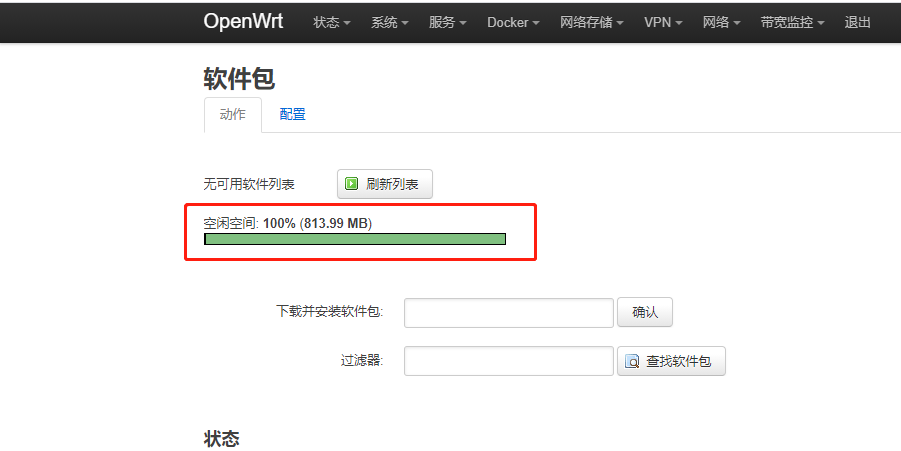 OpenWrt 状态 系统 服务 Docker 网络存储 VPN 网络 带宽监控 退出
软件包
动作 配置
无可用软件列表 刷新列表
空闲空间: 100% (813.99 MB)
下载并安装软件包: 确认
过滤器: 查找软件包
状态